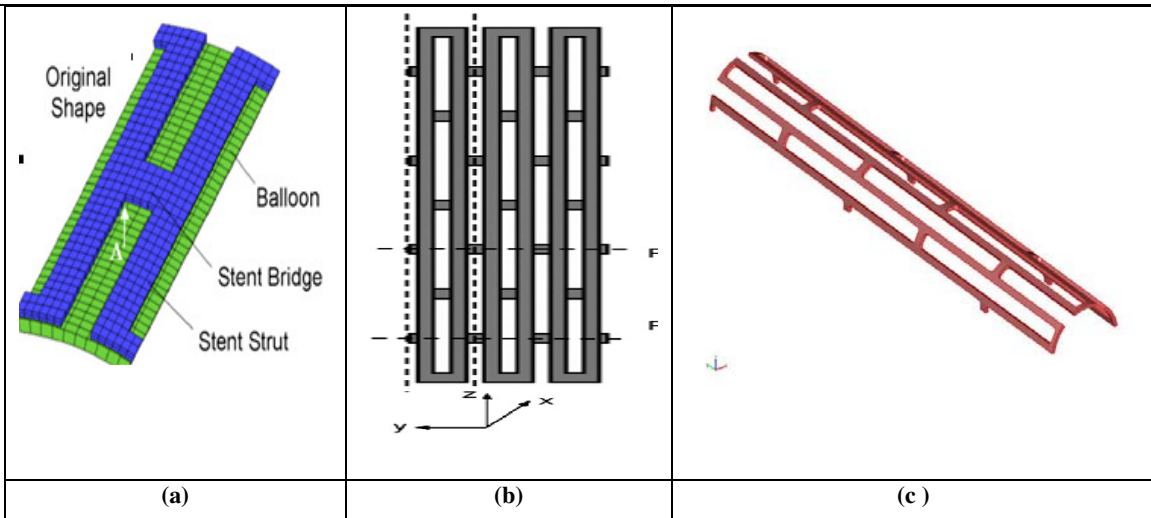 Original
Shape
Balloon
A
Stent Bridge
Stent Strut
F
F
z
x
y
(a)
(b)
(c )